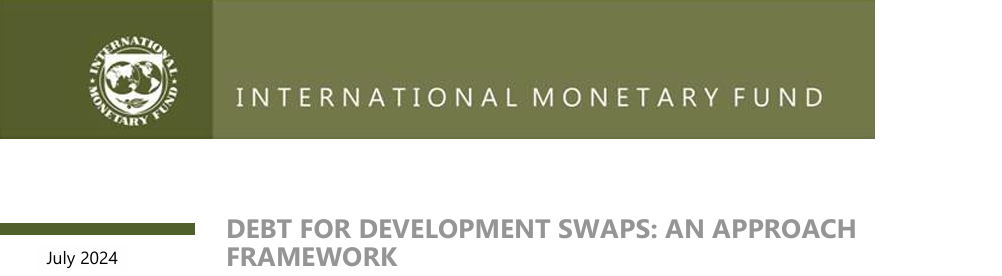 INTERNATIONAL MONETARY FUND
INTERNATIONAL MONETARY FUND
DEBT FOR DEVELOPMENT SWAPS: AN APPROACH
FRAMEWORK
July 2024